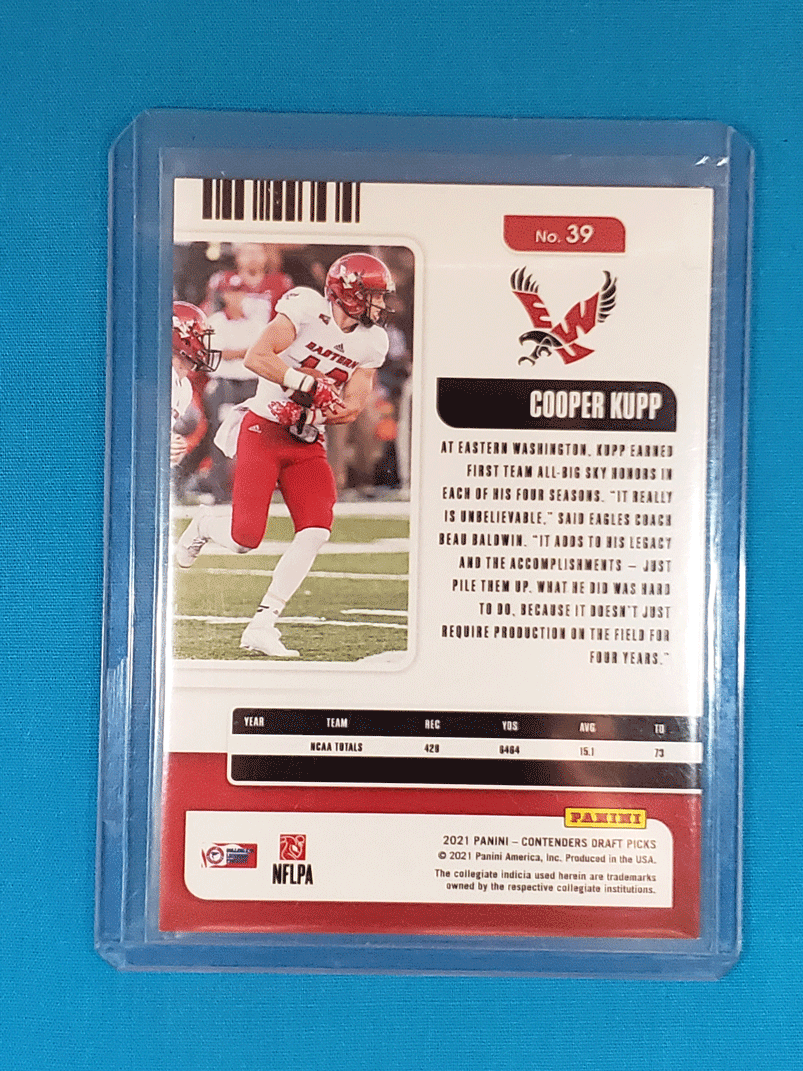 No. 39
EWU
COOPER KUPP
EASTERN
AT EASTERN WASHINGTON, KUPP EARNED
FIRST TEAM ALL-BIG SKY HONORS IN
EACH OF HIS FOUR SEASONS. "IT REALLY
IS UNBELIEVABLE," SAID EAGLES COACH
BEAU BALDWIN. "IT ADDS TO HIS LEGACY
AND THE ACCOMPLISHMENTS – JUST
PILE THEM UP. WHAT HE DID WAS HARD
TO DO, BECAUSE IT DOESN'T JUST
REQUIRE PRODUCTION ON THE FIELD FOR
FOUR YEARS."
YEAR TEAM REC YDS AVG TD
NCAA TOTALS 428 6464 15.1 73
PANINI
2021 PANINI – CONTENDERS DRAFT PICKS
© 2021 Panini America, Inc. Produced in the USA.
The collegiate indicia used herein are trademarks
owned by the respective collegiate institutions.
NFLPA